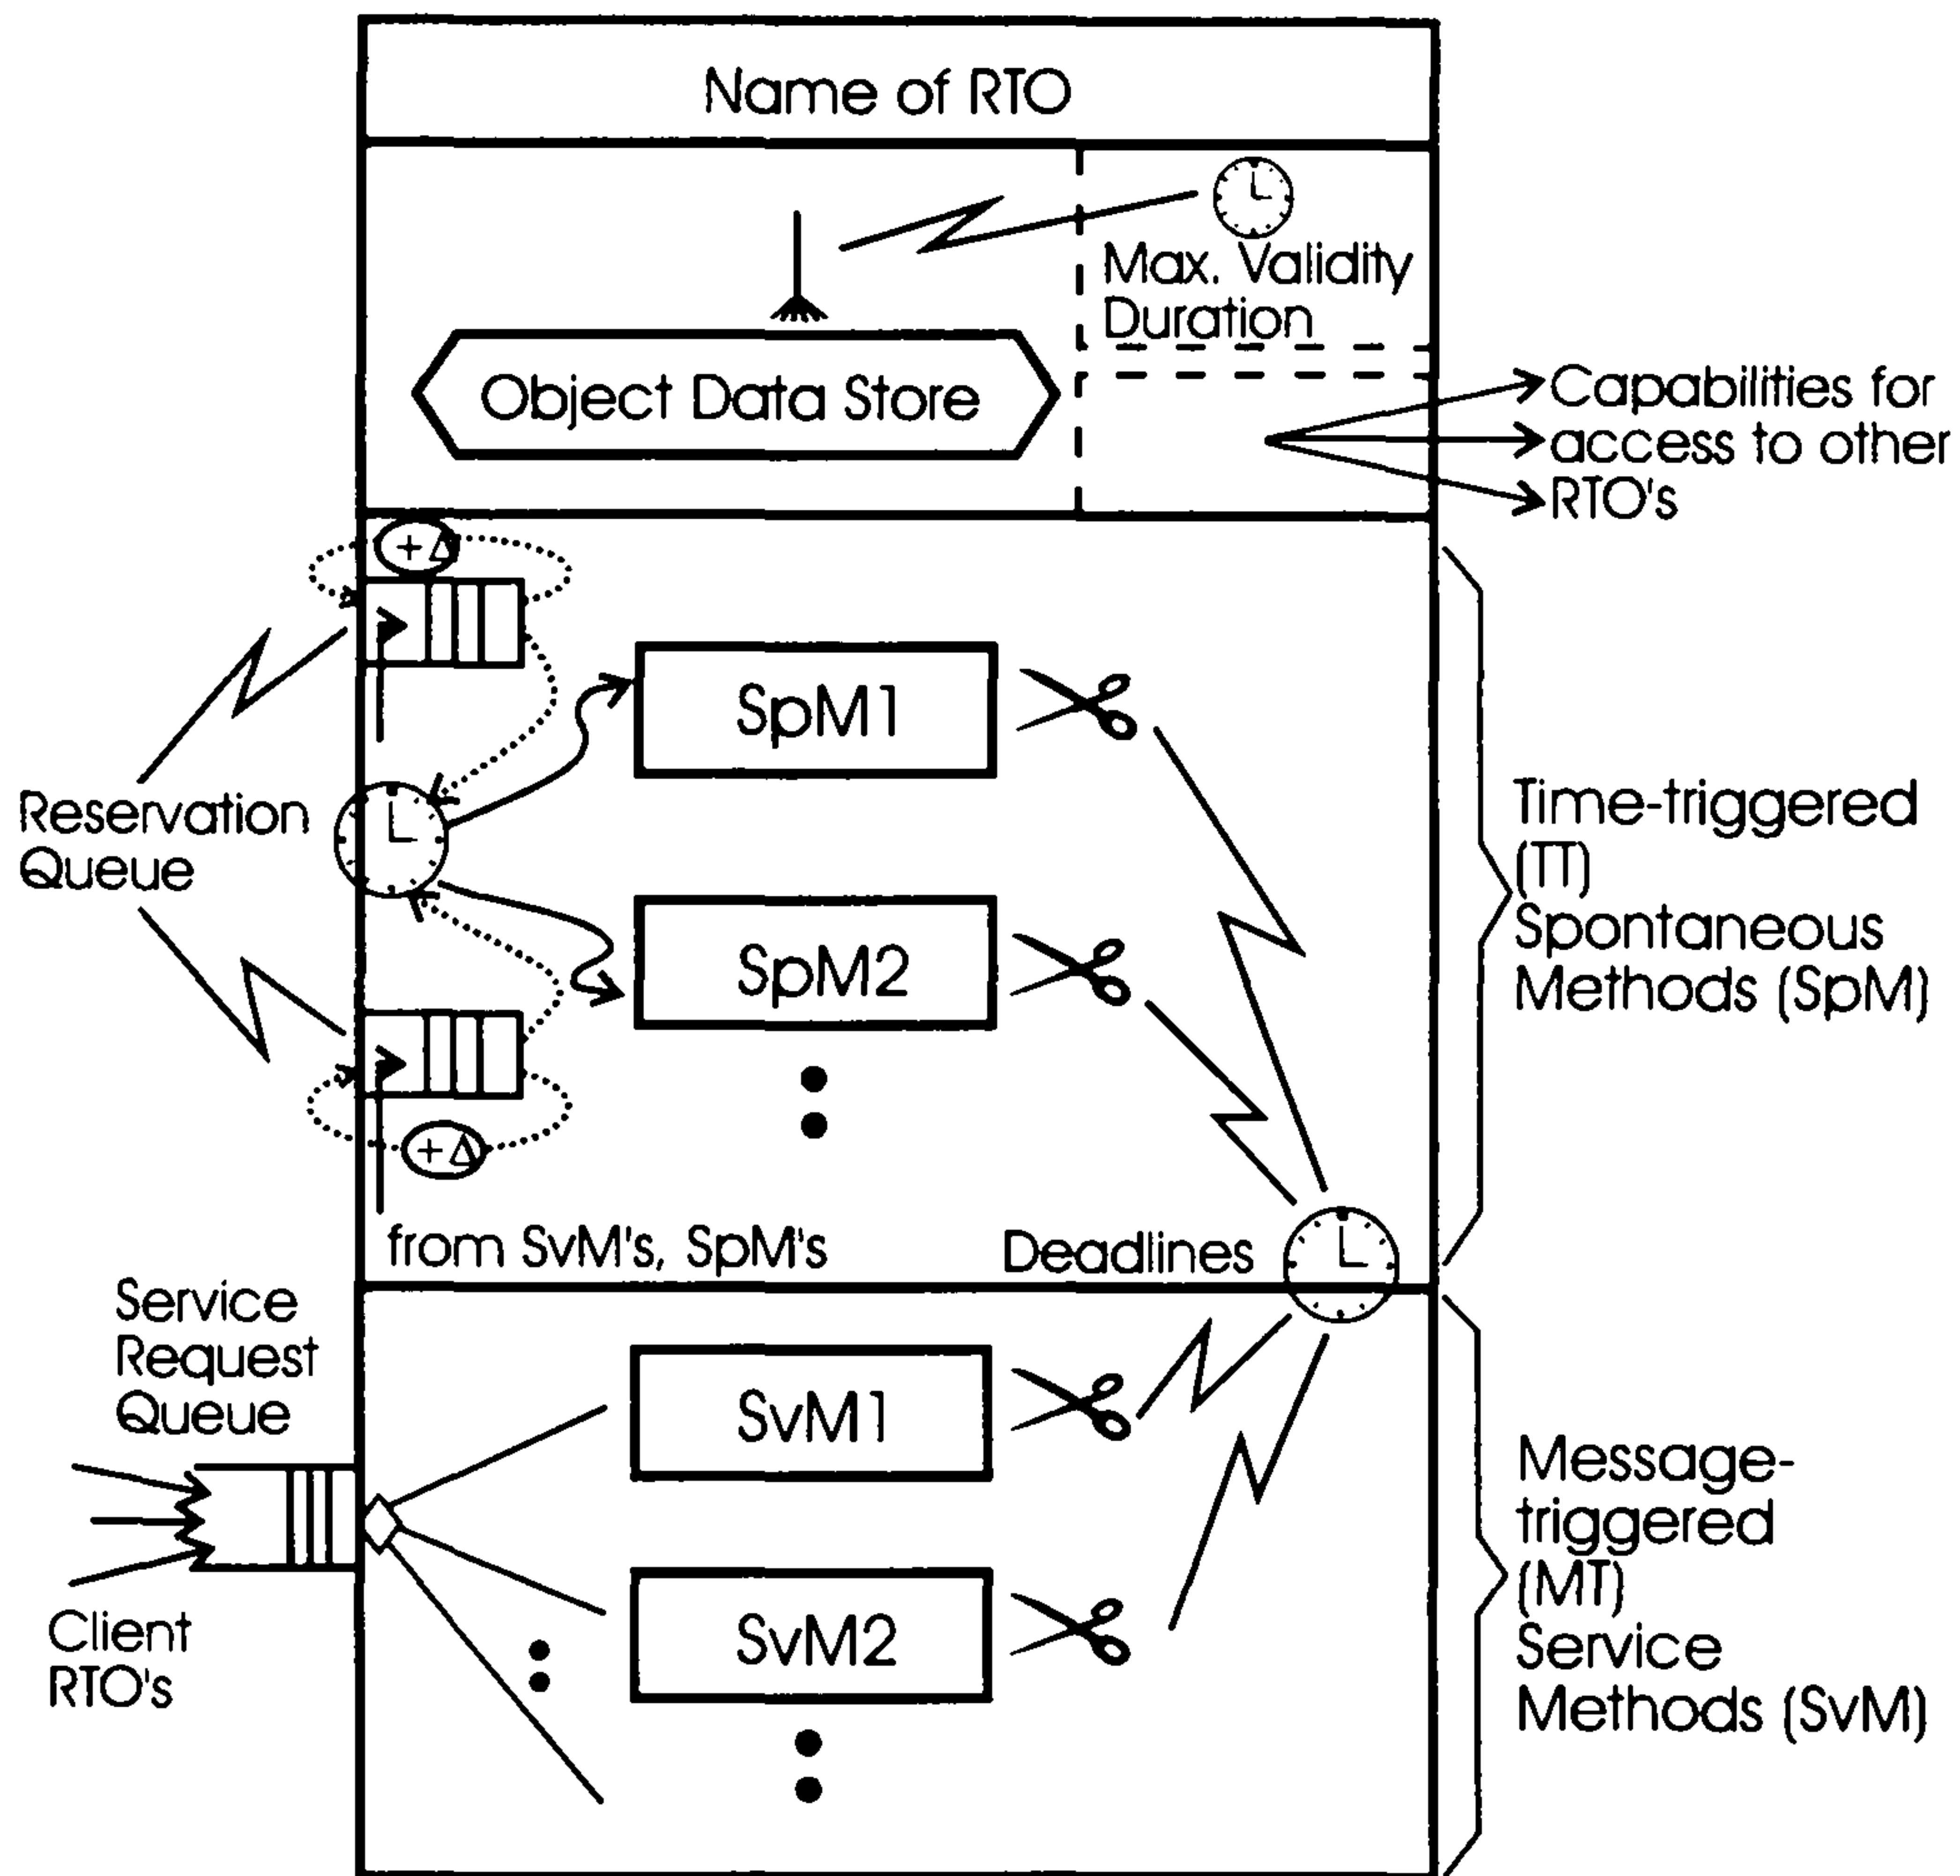 Name of RTO
Max. Validity
Duration
Object Data Store
Capabilities for
access to other
RTO's
+Δ
SpM1
Reservation
Queue
Time-triggered
(TT)
Spontaneous
Methods (SpM)
SpM2
+Δ
from SvM's, SpM's
Deadlines
Service
Request
Queue
SvM1
Message-
triggered
(MT)
Service
Methods (SvM)
SvM2
Client
RTO's